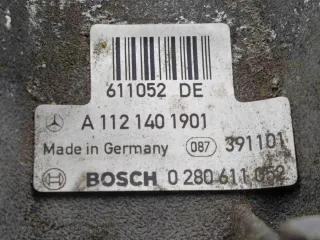 611052 DE
A 112 140 1901
Made in Germany 087 391101
BOSCH 0 280 611 052